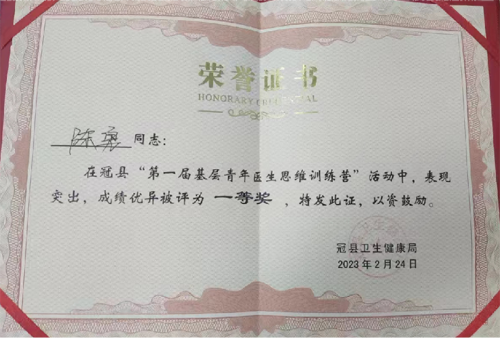 荣誉证书
HONORARY CREDENTIAL
陈勇 同志:
在冠县“第一届基层青年医生思维训练营”活动中,表现
突出,成绩优异被评为 一等奖 ,特发此证,以资鼓励。
冠县卫生健康局
2023年2月24日